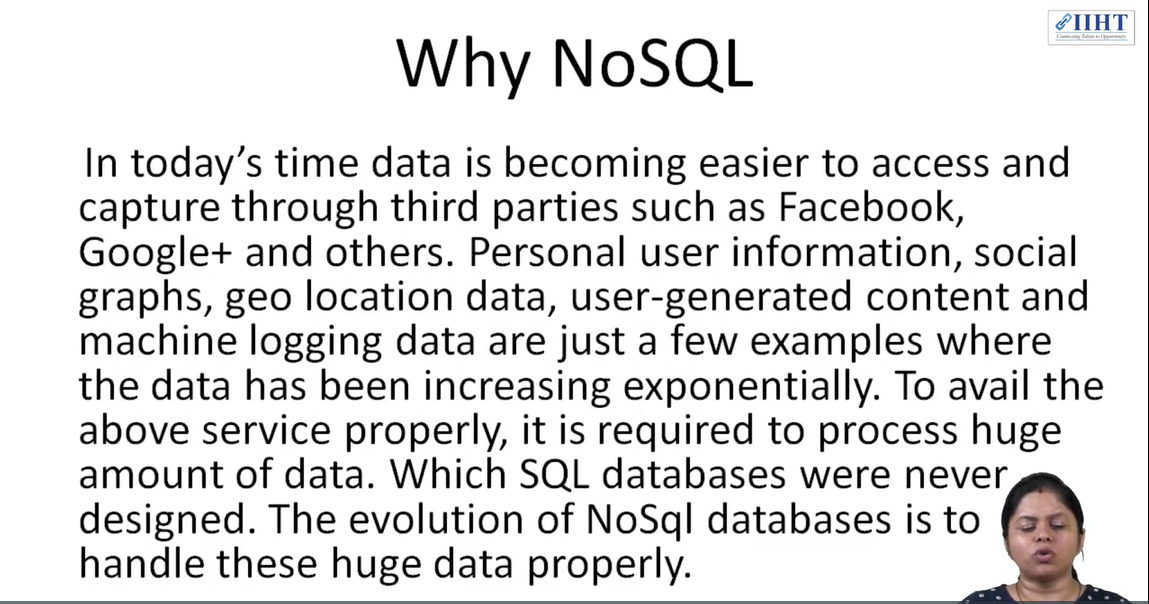 IIHT
Connecting Talent to Opportunity
Why NoSQL
In today’s time data is becoming easier to access and
capture through third parties such as Facebook,
Google+ and others. Personal user information, social
graphs, geo location data, user-generated content and
machine logging data are just a few examples where
the data has been increasing exponentially. To avail the
above service properly, it is required to process huge
amount of data. Which SQL databases were never
designed. The evolution of NoSql databases is to
handle these huge data properly.